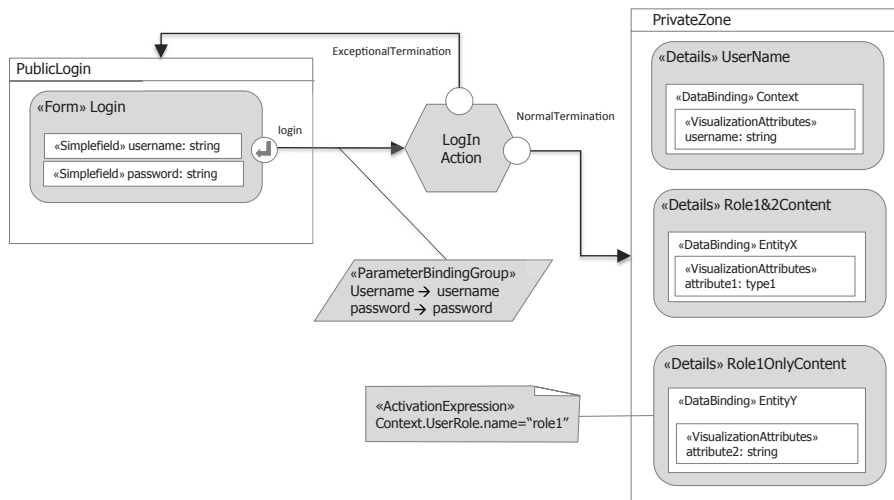 PublicLogin
«Form» Login
«Simplefield» username: string
«Simplefield» password: string
login
ExceptionalTermination
LogIn
Action
NormalTermination
«ParameterBindingGroup»
Username → username
password → password
«ActivationExpression»
Context.UserRole.name=“role1”
PrivateZone
«Details» UserName
«DataBinding» Context
«VisualizationAttributes»
username: string
«Details» Role1&2Content
«DataBinding» EntityX
«VisualizationAttributes»
attribute1: type1
«Details» Role1OnlyContent
«DataBinding» EntityY
«VisualizationAttributes»
attribute2: string